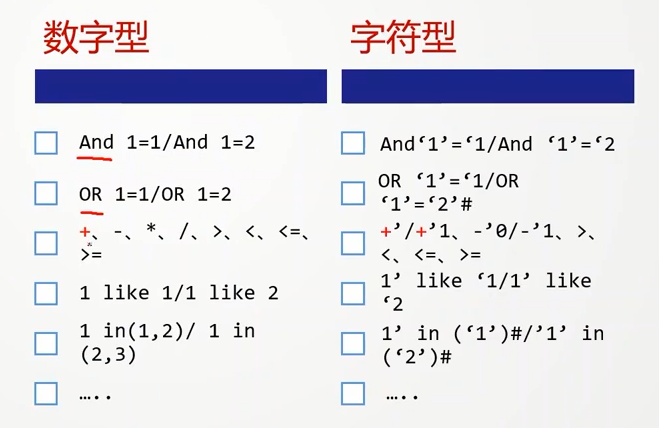 数字型
And 1=1/And 1=2
OR 1=1/OR 1=2
+、-、*、/、>、<、<=、
>=
1 like 1/1 like 2
1 in(1,2)/ 1 in
(2,3)
…..
字符型
And‘1’=‘1/And ‘1’=‘2
OR ‘1’=‘1/OR
‘1’=‘2’#
+’/+’1、-’0/-’1、>、
<、<=、>=
1’ like ‘1/1’ like
‘2
1’ in (‘1’)#/’1’ in
(‘2’)#
…..